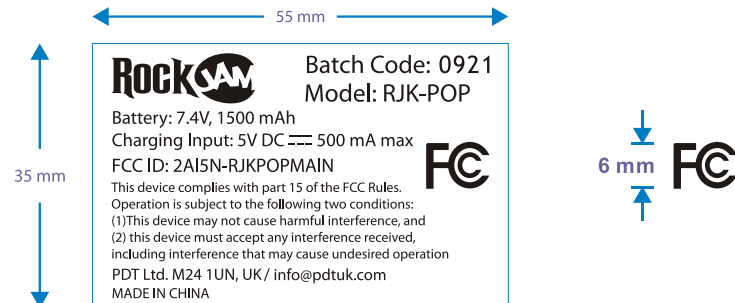 55 mm
35 mm
RockJAM
Batch Code: 0921
Model: RJK-POP
Battery: 7.4V, 1500 mAh
Charging Input: 5V DC ⎓ 500 mA max
FCC ID: 2AI5N-RJKPOPMAIN
FC
This device complies with part 15 of the FCC Rules.
Operation is subject to the following two conditions:
(1)This device may not cause harmful interference, and
(2) this device must accept any interference received,
including interference that may cause undesired operation
PDT Ltd. M24 1UN, UK / info@pdtuk.com
MADE IN CHINA
6 mm
FC